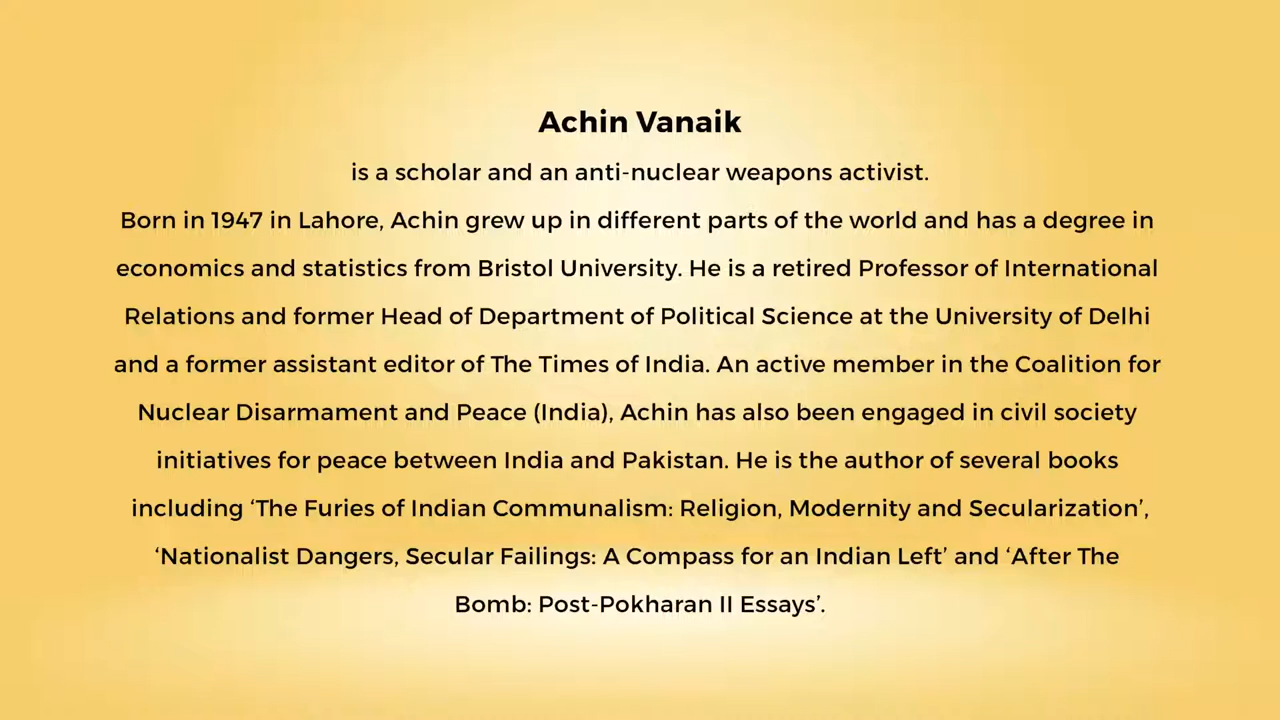 Achin Vanaik
is a scholar and an anti-nuclear weapons activist.
Born in 1947 in Lahore, Achin grew up in different parts of the world and has a degree in
economics and statistics from Bristol University. He is a retired Professor of International
Relations and former Head of Department of Political Science at the University of Delhi
and a former assistant editor of The Times of India. An active member in the Coalition for
Nuclear Disarmament and Peace (India), Achin has also been engaged in civil society
initiatives for peace between India and Pakistan. He is the author of several books
including ‘The Furies of Indian Communalism: Religion, Modernity and Secularization’,
‘Nationalist Dangers, Secular Failings: A Compass for an Indian Left’ and ‘After The
Bomb: Post-Pokharan II Essays’.